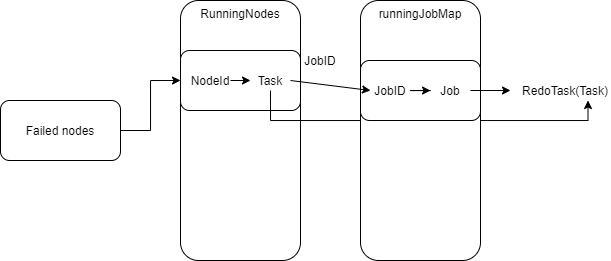 RunningNodes
runningJobMap
JobID
NodeId
Task
JobID
Job
RedoTask(Task)
Failed nodes